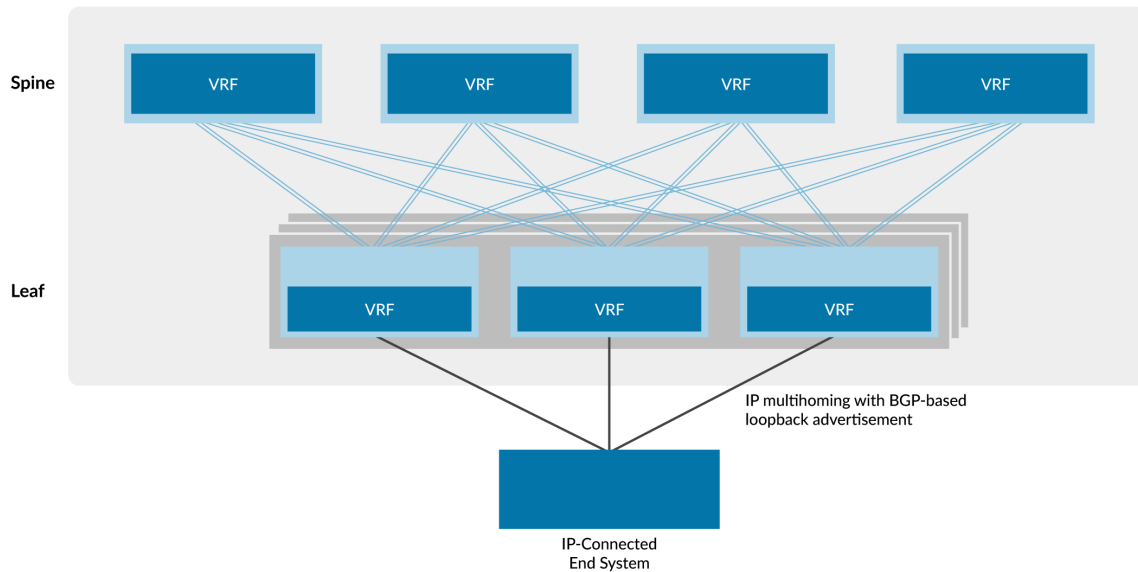 Spine
VRF
VRF
VRF
VRF
Leaf
VRF
VRF
VRF
IP multihoming with BGP-based
loopback advertisement
IP-Connected
End System